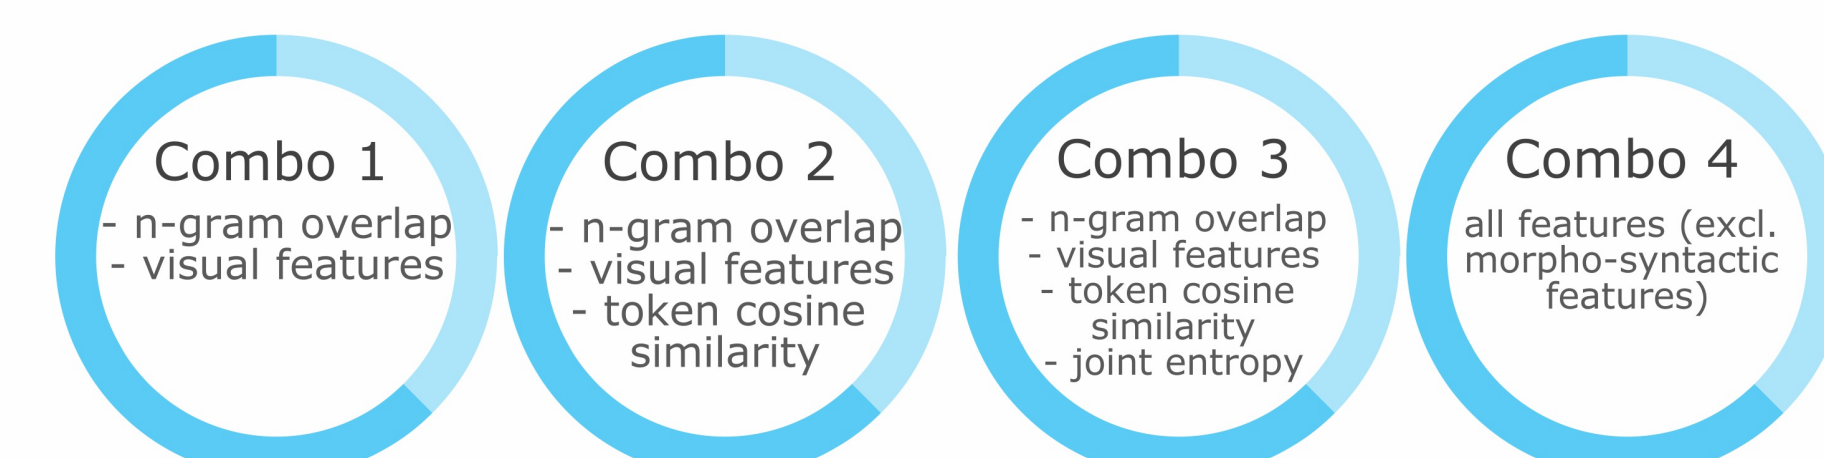 Combo 1
- n-gram overlap
- visual features
Combo 2
- n-gram overlap
- visual features
- token cosine
similarity
Combo 3
- n-gram overlap
- visual features
- token cosine
similarity
- joint entropy
Combo 4
all features (excl.
morpho-syntactic
features)